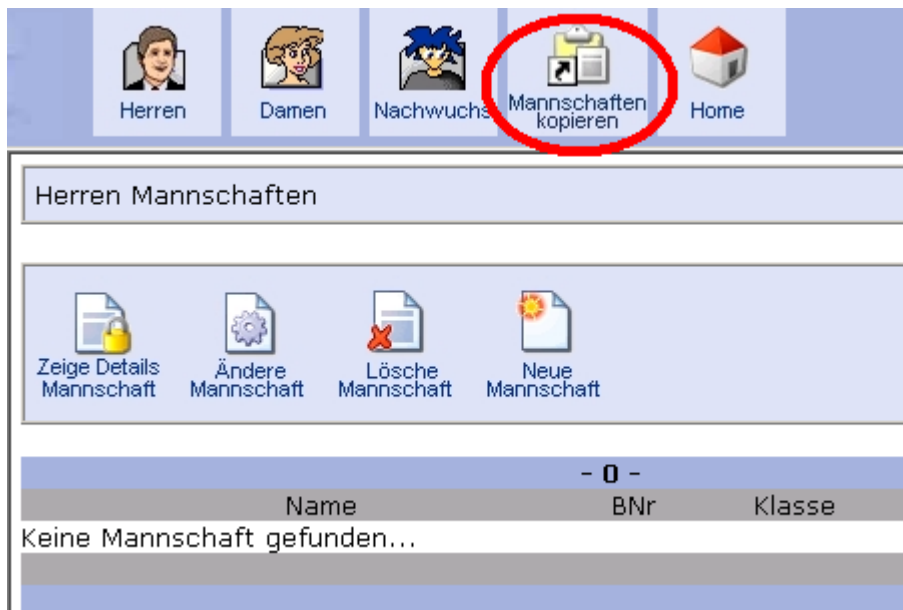 Herren
Damen
Nachwuchs
Mannschaften
kopieren
Home
Herren Mannschaften
Zeige Details
Mannschaft
Ändere
Mannschaft
Lösche
Mannschaft
Neue
Mannschaft
- 0 -
Name BNr Klasse
Keine Mannschaft gefunden...